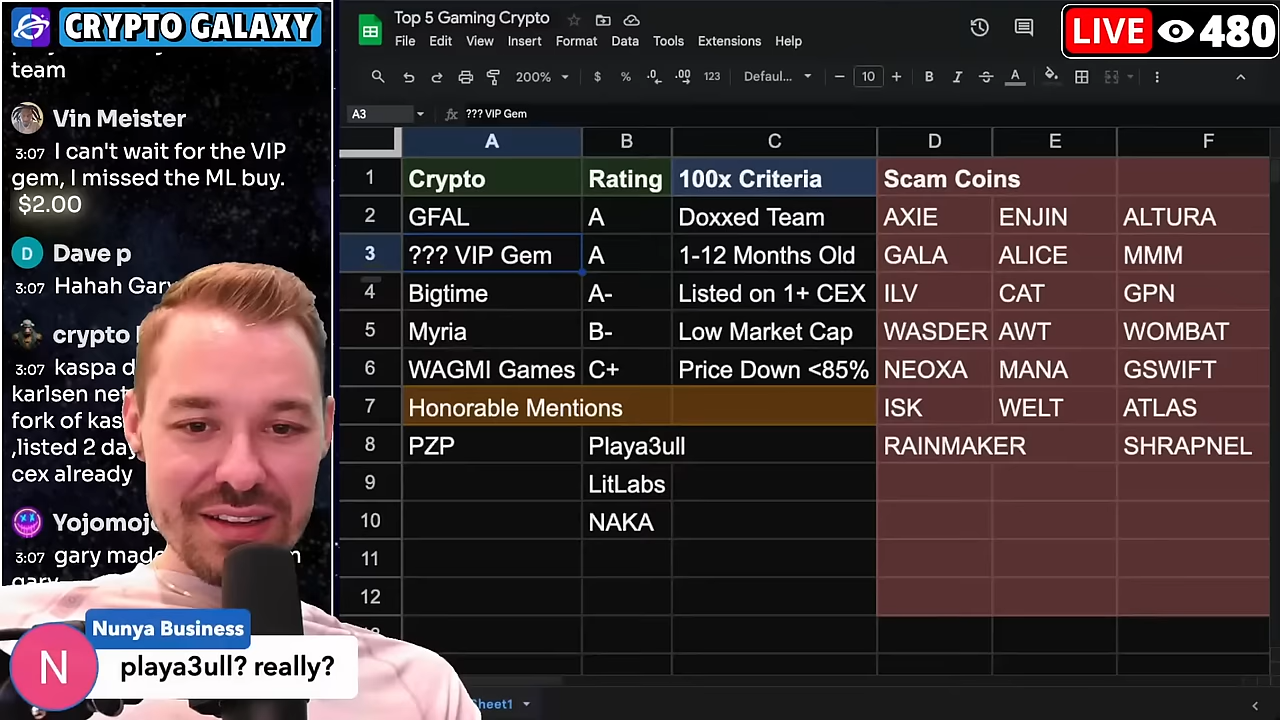 CRYPTO GALAXY
team
Vin Meister
3:07 I can't wait for the VIP
gem, I missed the ML buy.
$2.00
Dave p
3:07 Hahah Gary
crypto
3:07 kaspa d
karlsen net
fork of kas
,listed 2 day
cex already
Yojomojo
3:07 gary made
gary
Nunya Business
N
playa3ull? really?
Top 5 Gaming Crypto
File Edit View Insert Format Data Tools Extensions Help
LIVE 480
200% $ % .0 .00 123 Defaul... 10 B I S A
A3 fx ??? VIP Gem
A B C D E F
1 Crypto Rating 100x Criteria Scam Coins
2 GFAL A Doxxed Team AXIE ENJIN ALTURA
3 ??? VIP Gem A 1-12 Months Old GALA ALICE MMM
4 Bigtime A- Listed on 1+ CEX ILV CAT GPN
5 Myria B- Low Market Cap WASDER AWT WOMBAT
6 WAGMI Games C+ Price Down <85% NEOXA MANA GSWIFT
7 Honorable Mentions ISK WELT ATLAS
8 PZP Playa3ull RAINMAKER SHRAPNEL
9 LitLabs
10 NAKA
11
12
heet1